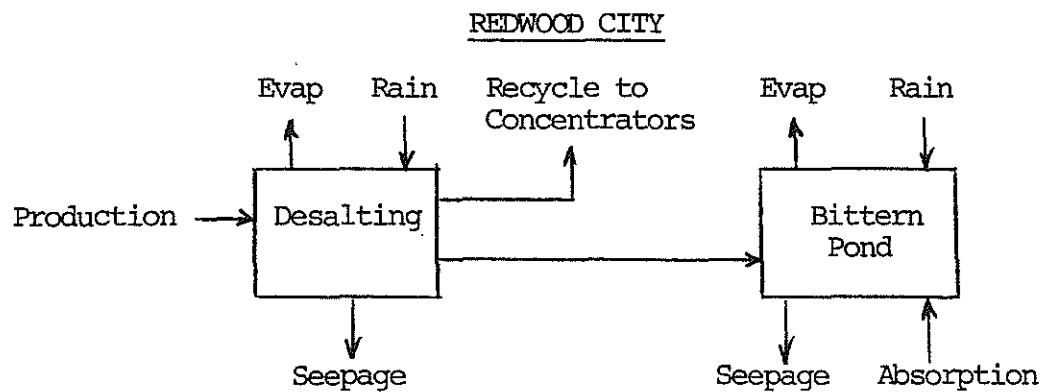 REDWOOD CITY
Evap Rain Recycle to Concentrators Evap Rain
Production Desalting Bittern Pond
Seepage Seepage Absorption